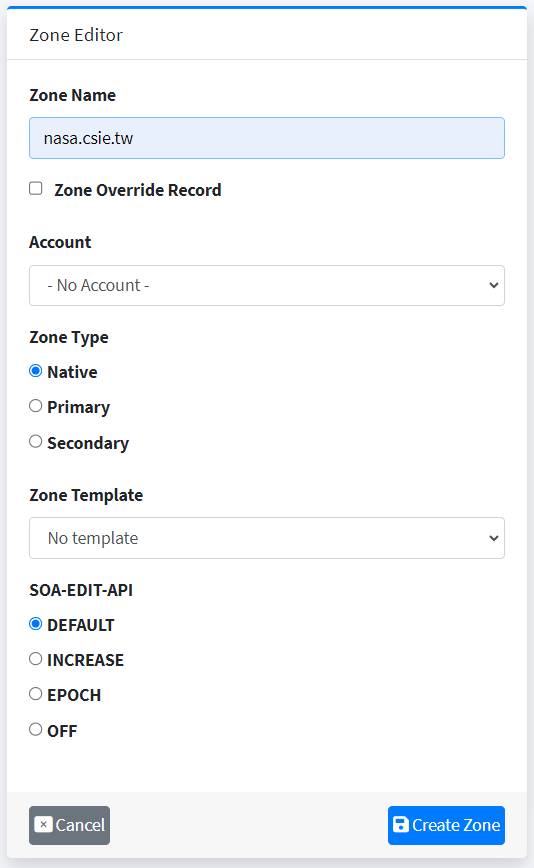 Zone Editor
Zone Name
nasa.csie.tw
Zone Override Record
Account
- No Account -
Zone Type
Native
Primary
Secondary
Zone Template
No template
SOA-EDIT-API
DEFAULT
INCREASE
EPOCH
OFF
Cancel Create Zone